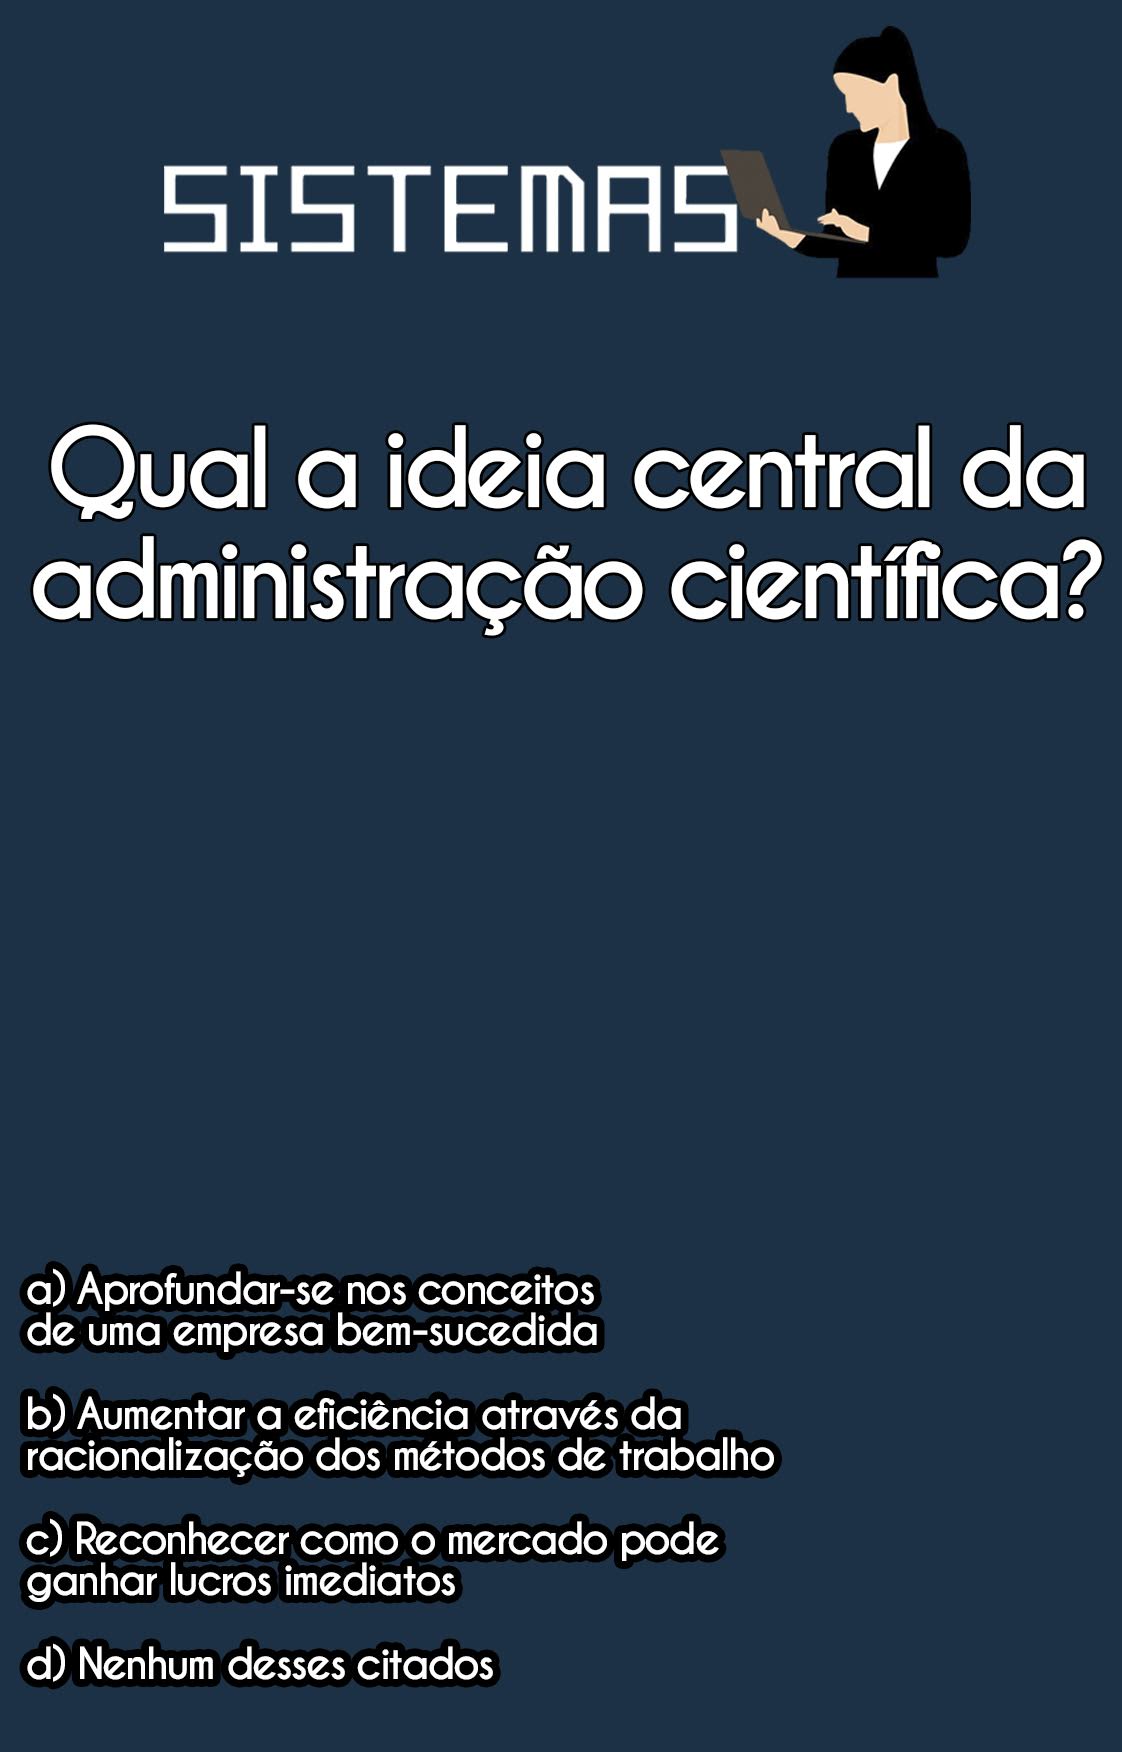 SISTEMAS
Qual a ideia central da
administração científica?
a) Aprofundar-se nos conceitos
de uma empresa bem-sucedida
b) Aumentar a eficiência através da
racionalização dos métodos de trabalho
c) Reconhecer como o mercado pode
ganhar lucros imediatos
d) Nenhum desses citados